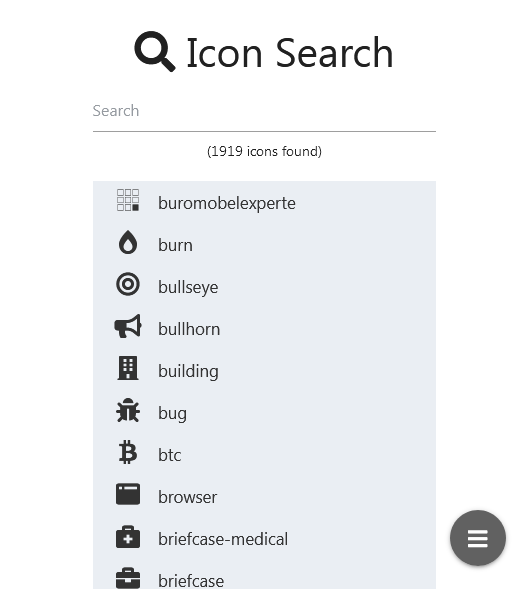 Icon Search
Search
(1919 icons found)
buromobelexperte
burn
bullseye
bullhorn
building
bug
btc
browser
briefcase-medical
briefcase